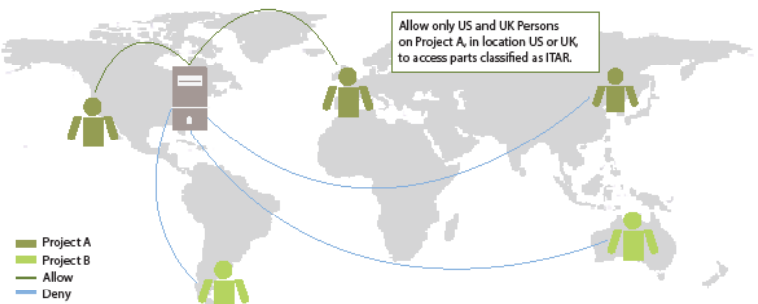 Allow only US and UK Persons
on Project A, in location US or UK,
to access parts classified as ITAR.
Project A
Project B
Allow
Deny